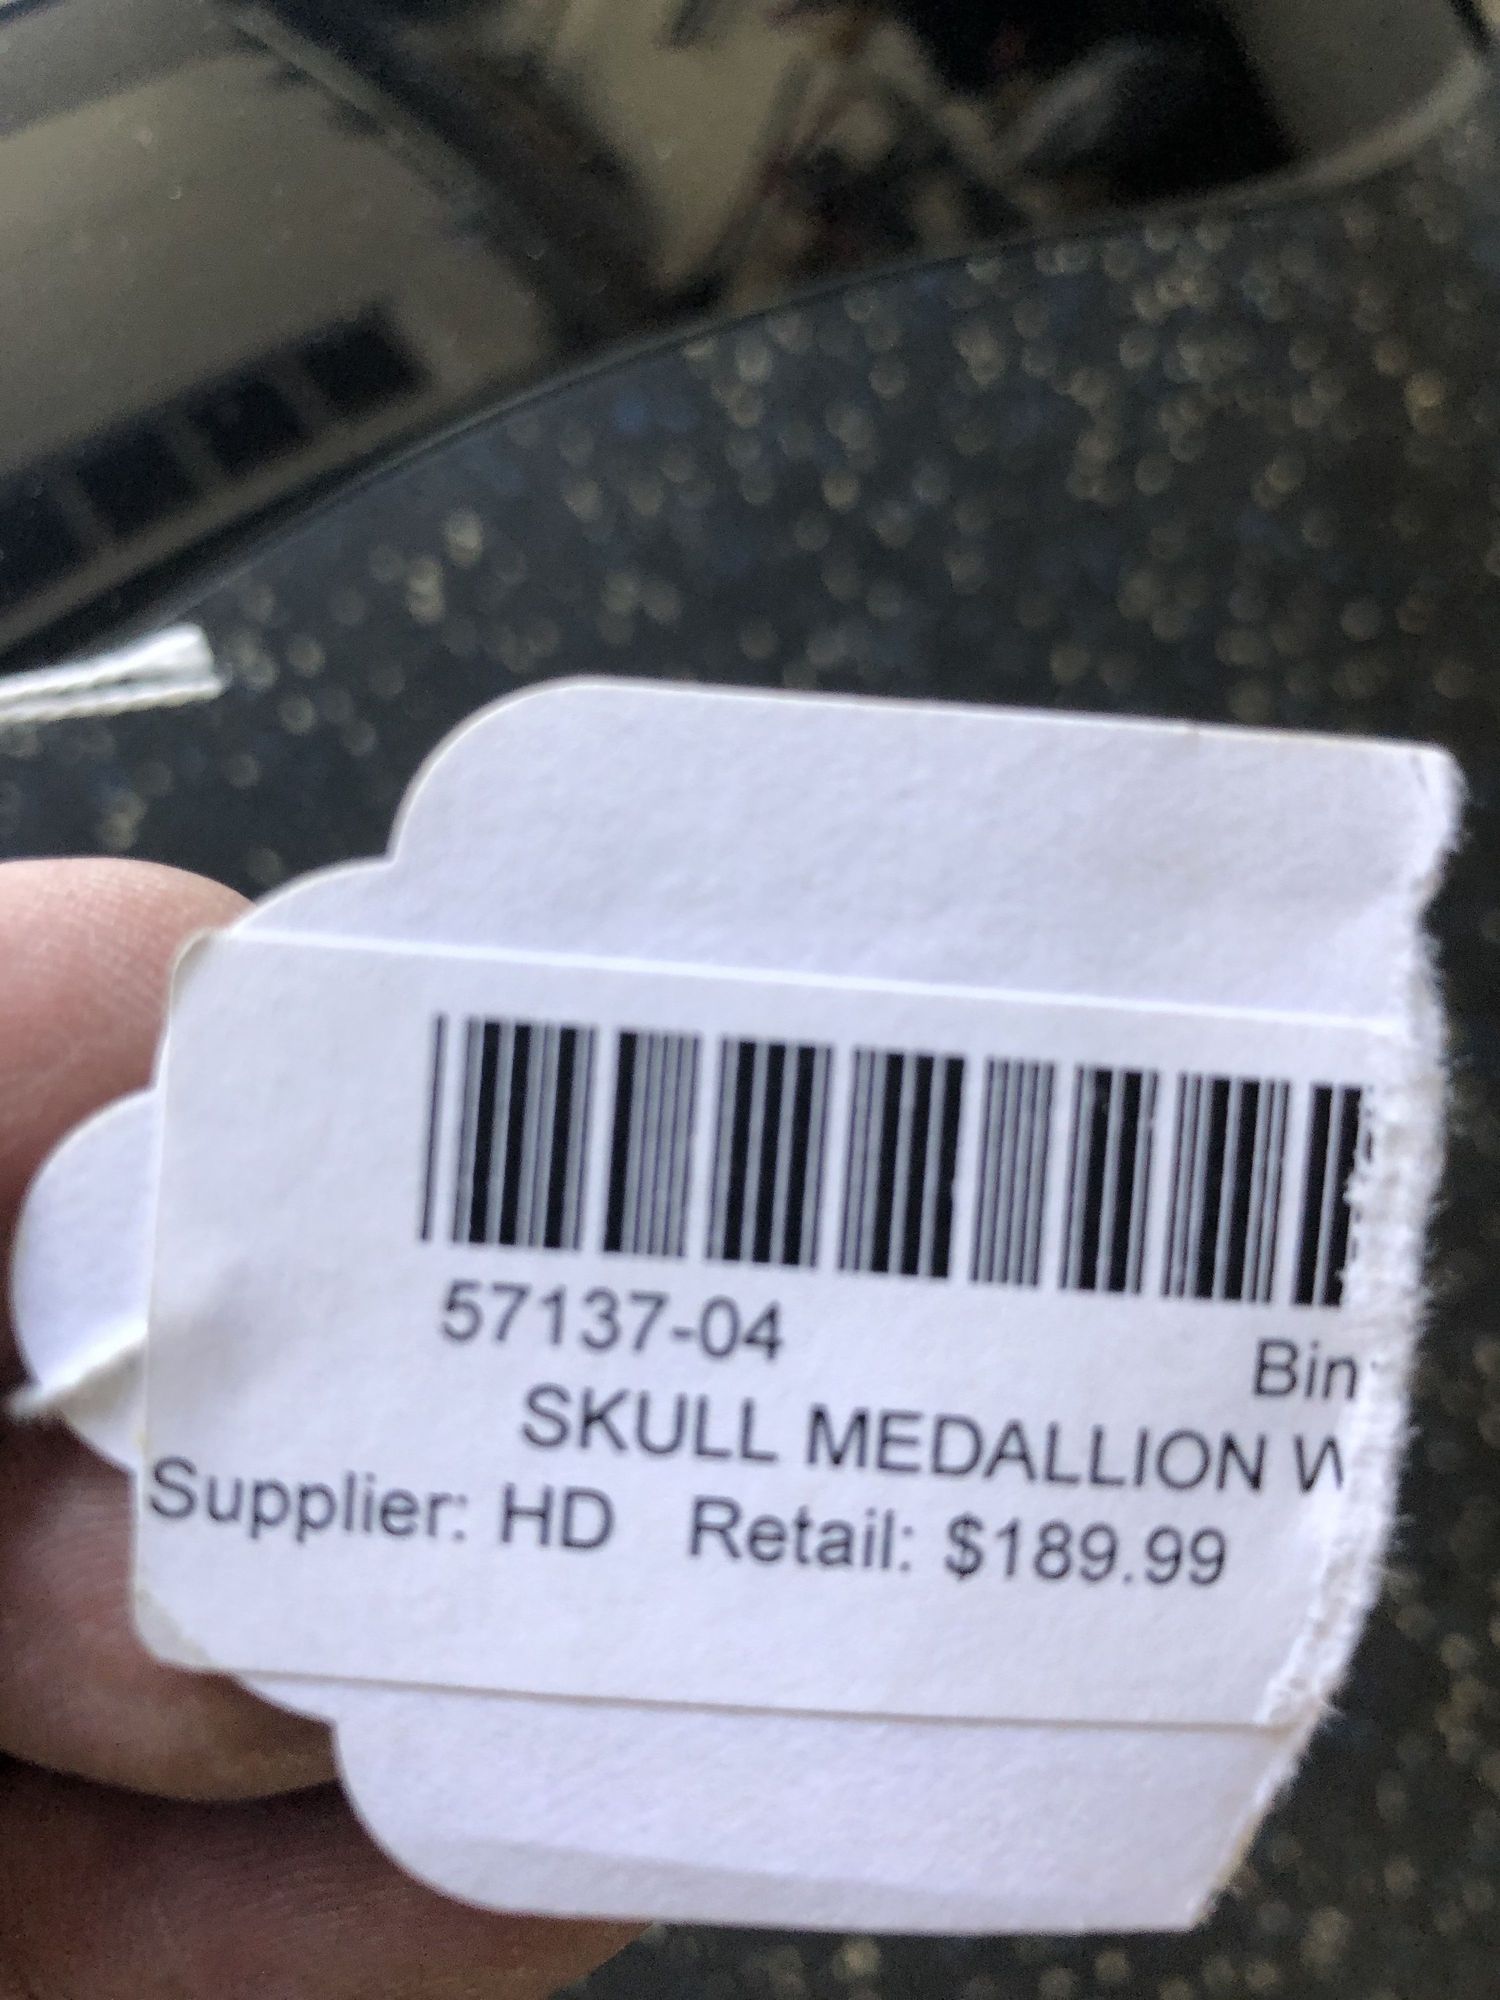 57137-04 Bin:
SKULL MEDALLION W
Supplier: HD Retail: $189.99